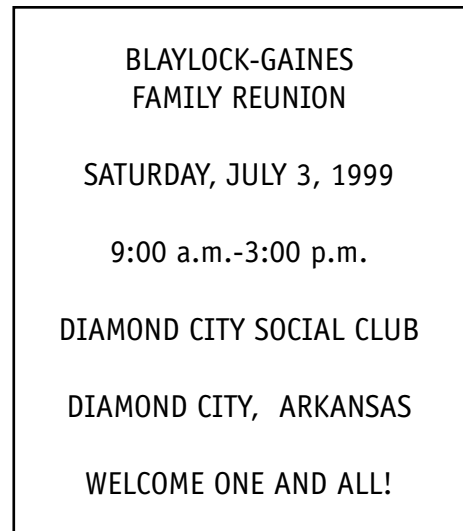 BLAYLOCK-GAINES
FAMILY REUNION
SATURDAY, JULY 3, 1999
9:00 a.m.-3:00 p.m.
DIAMOND CITY SOCIAL CLUB
DIAMOND CITY,  ARKANSAS
WELCOME ONE AND ALL!